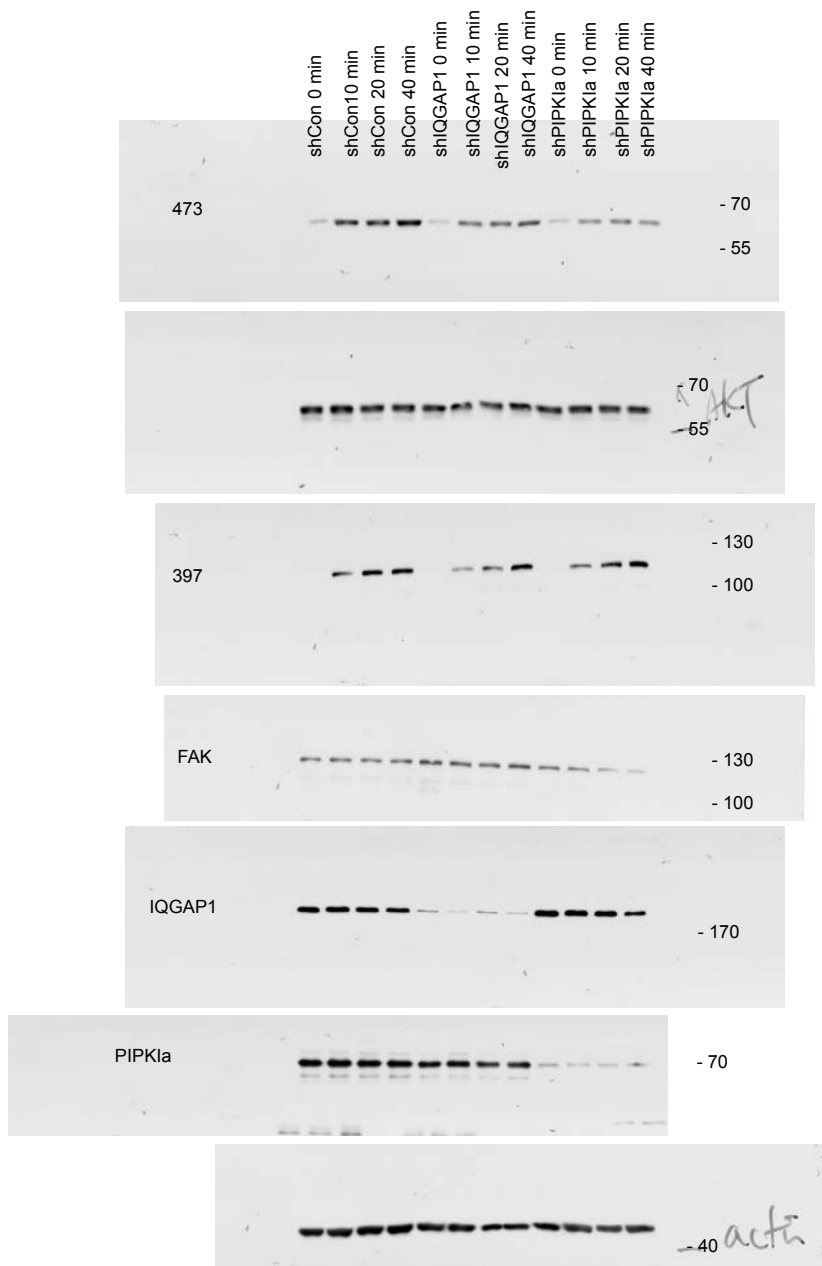 shCon 0 min
shCon10 min
shCon 20 min
shCon 40 min
shIQGAP1 0 min
shIQGAP1 10 min
shIQGAP1 20 min
shIQGAP1 40 min
shPIPKIa 0 min
shPIPKIa 10 min
shPIPKIa 20 min
shPIPKIa 40 min
473
- 70
- 55
- 70
AKT
- 55
397
- 130
- 100
FAK
- 130
- 100
IQGAP1
- 170
PIPKIa
- 70
- 40 actin